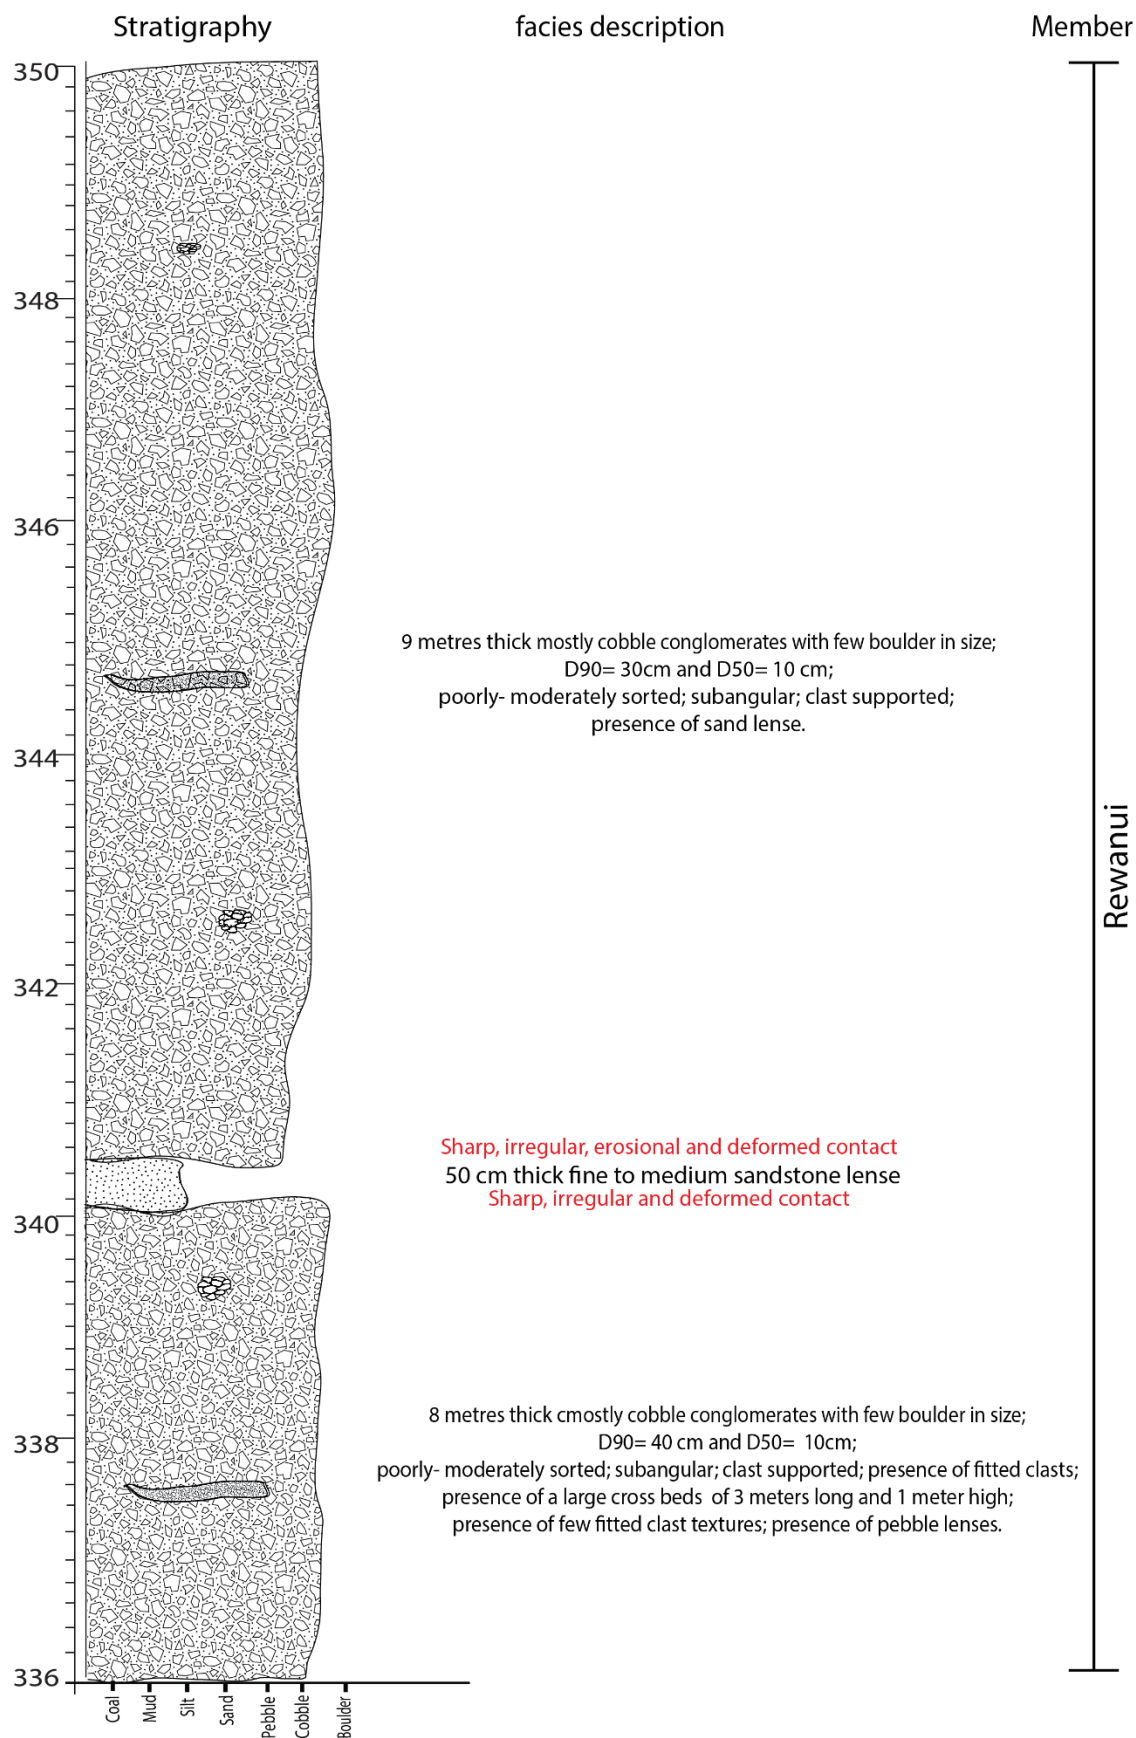 Stratigraphy
facies description
Member
350
348
346
9 metres thick mostly cobble conglomerates with few boulder in size;
D90= 30cm and D50= 10 cm;
poorly- moderately sorted; subangular; clast supported;
presence of sand lense.
344
Rewanui
342
Sharp, irregular, erosional and deformed contact
50 cm thick fine to medium sandstone lense
Sharp, irregular and deformed contact
340
8 metres thick cmostly cobble conglomerates with few boulder in size;
D90= 40 cm and D50= 10cm;
338
poorly- moderately sorted; subangular; clast supported; presence of fitted clasts;
presence of a large cross beds of 3 meters long and 1 meter high;
presence of few fitted clast textures; presence of pebble lenses.
336
Coal
Mud
Silt
Sand
Pebble
Cobble
Boulder